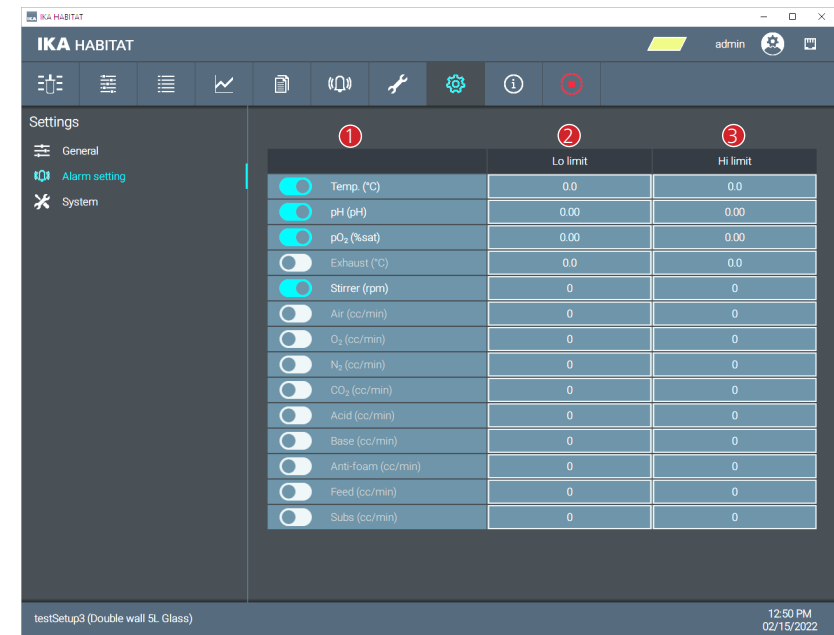 IKA HABITAT
IKA HABITAT
admin
Settings
General
Alarm setting
System
1 2 3
Lo limit Hi limit
Temp. (°C) 0.0 0.0
pH (pH) 0.00 0.00
pO₂ (%sat) 0.00 0.00
Exhaust (°C) 0.0 0.0
Stirrer (rpm) 0 0
Air (cc/min) 0 0
O₂ (cc/min) 0 0
N₂ (cc/min) 0 0
CO₂ (cc/min) 0 0
Acid (cc/min) 0 0
Base (cc/min) 0 0
Anti-foam (cc/min) 0 0
Feed (cc/min) 0 0
Subs (cc/min) 0 0
testSetup3 (Double wall 5L Glass)
12:50 PM
02/15/2022